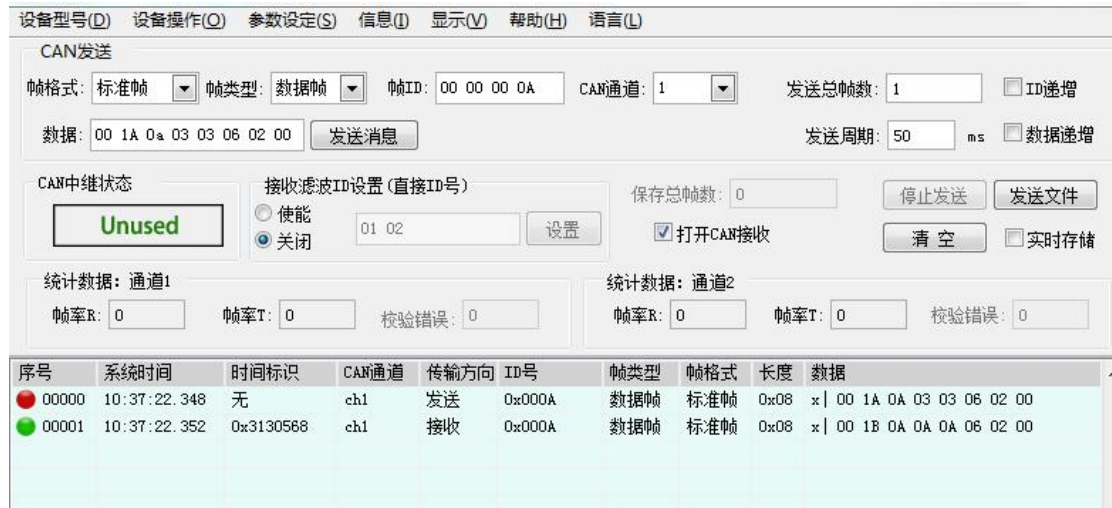 设备型号(D) 设备操作(O) 参数设定(S) 信息(I) 显示(V) 帮助(H) 语言(L)
CAN发送
帧格式: 标准帧 帧类型: 数据帧 帧ID: 00 00 00 0A CAN通道: 1 发送总帧数: 1 ID递增
数据: 00 1A 0a 03 03 06 02 00 发送消息 发送周期: 50 ms 数据递增
CAN中继状态 接收滤波ID设置(直接ID号) 保存总帧数: 0 停止发送 发送文件
Unused 使能 01 02 设置
关闭 打开CAN接收 清 空 实时存储
统计数据: 通道1 统计数据: 通道2
帧率R: 0 帧率T: 0 校验错误: 0 帧率R: 0 帧率T: 0 校验错误: 0
序号 系统时间 时间标识 CAN通道 传输方向 ID号 帧类型 帧格式 长度 数据
00000 10:37:22.348 无 ch1 发送 0x000A 数据帧 标准帧 0x08 x| 00 1A 0A 03 03 06 02 00
00001 10:37:22.352 0x3130568 ch1 接收 0x000A 数据帧 标准帧 0x08 x| 00 1B 0A 0A 0A 06 02 00